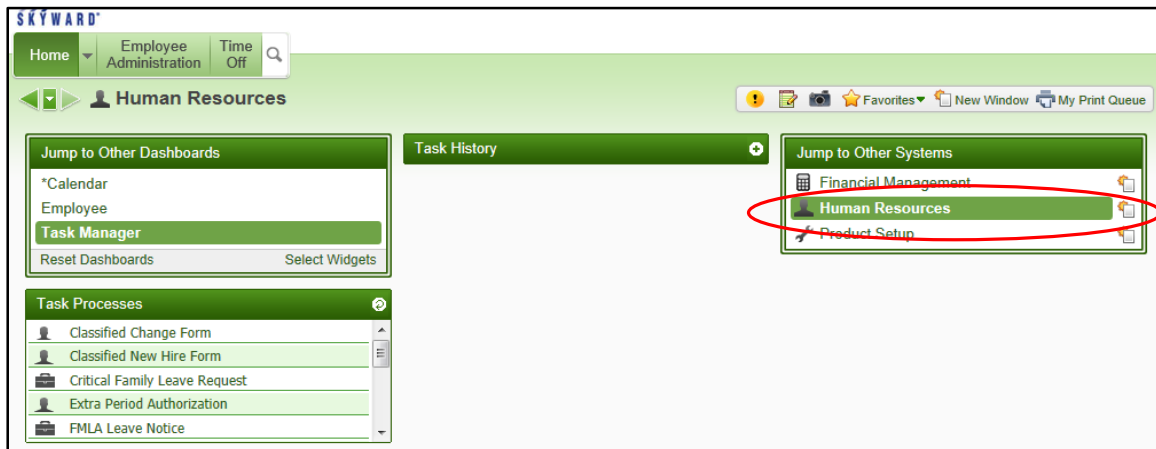 SKYWARD®
Home
Employee
Administration
Time
Off
Human Resources
Favorites
New Window
My Print Queue
Jump to Other Dashboards
*Calendar
Employee
Task Manager
Reset Dashboards
Select Widgets
Task History
Jump to Other Systems
Financial Management
Human Resources
Product Setup
Task Processes
Classified Change Form
Classified New Hire Form
Critical Family Leave Request
Extra Period Authorization
FMLA Leave Notice